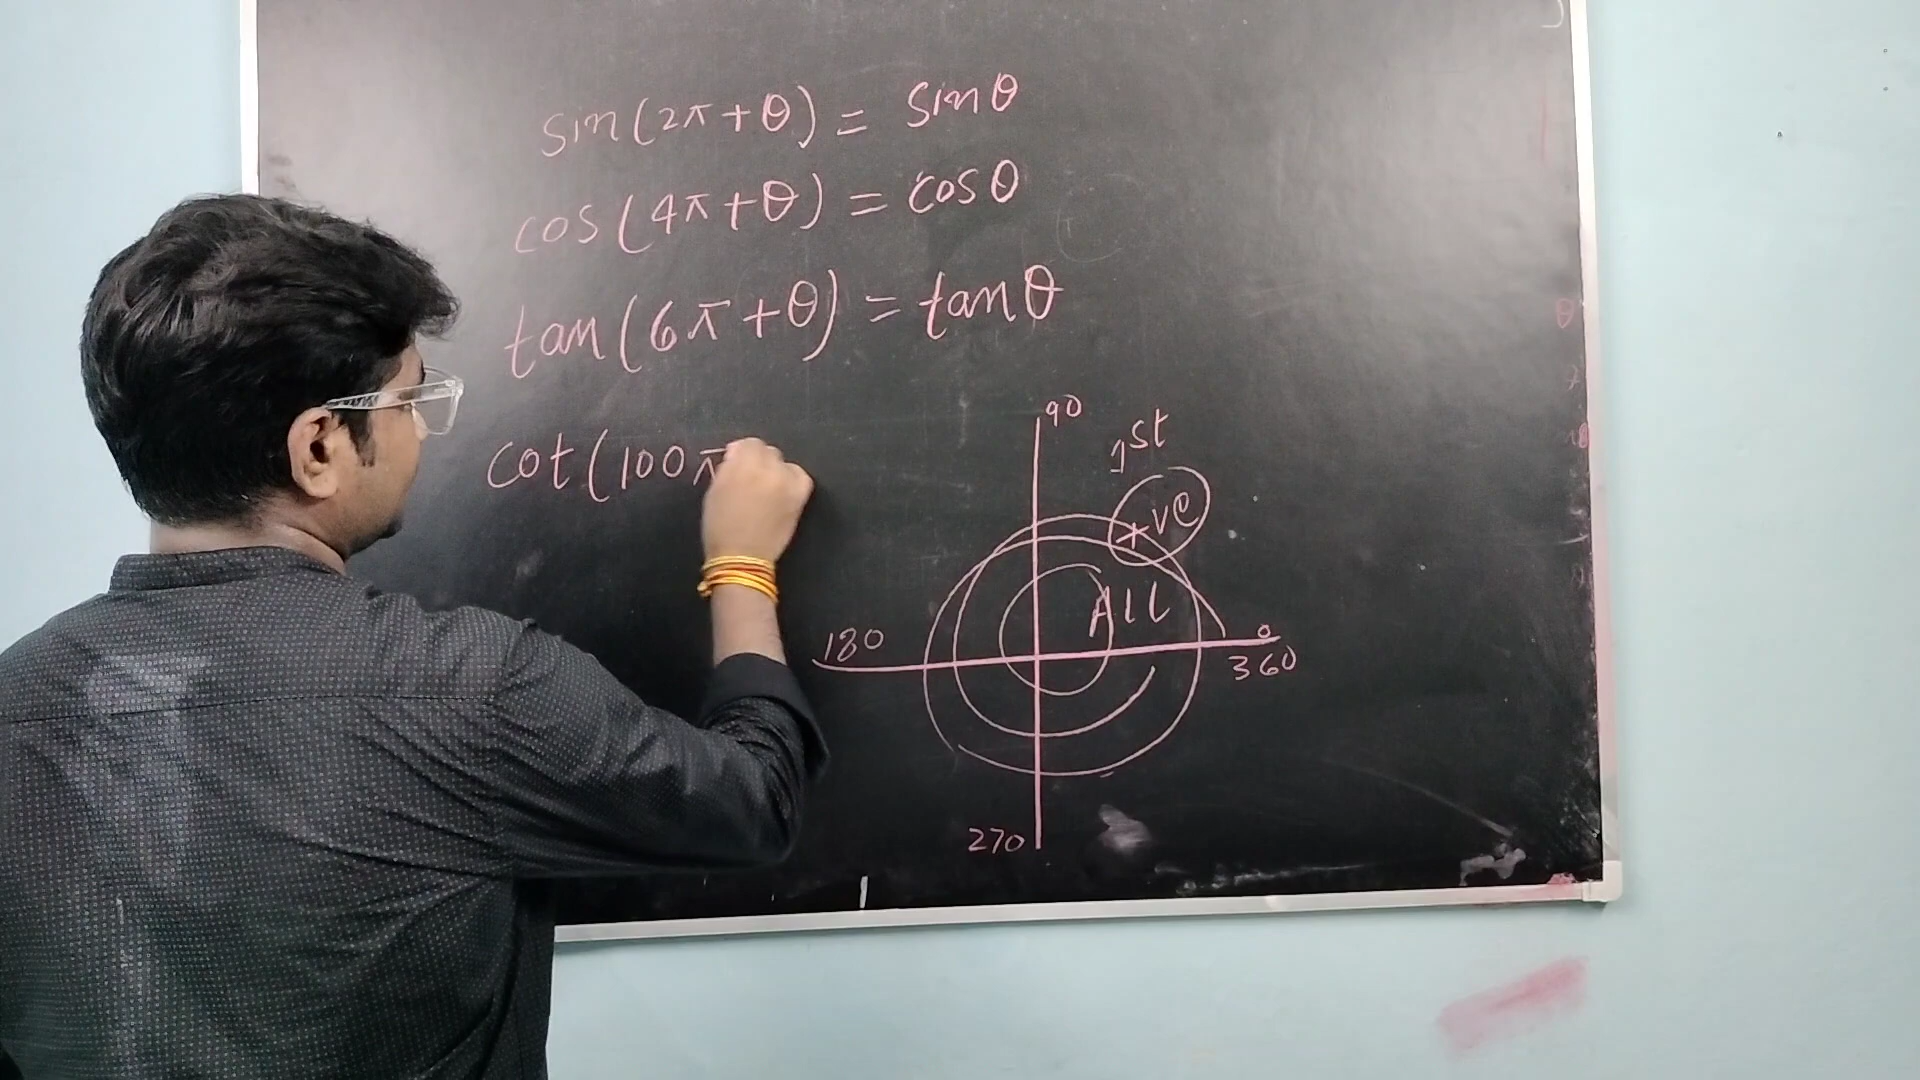 sin(2π+θ) = sinθ
cos(4π+θ) = cosθ
tan(6π+θ) = tanθ
cot(100π
90
1st
+ve
ALL
180
0
360
270